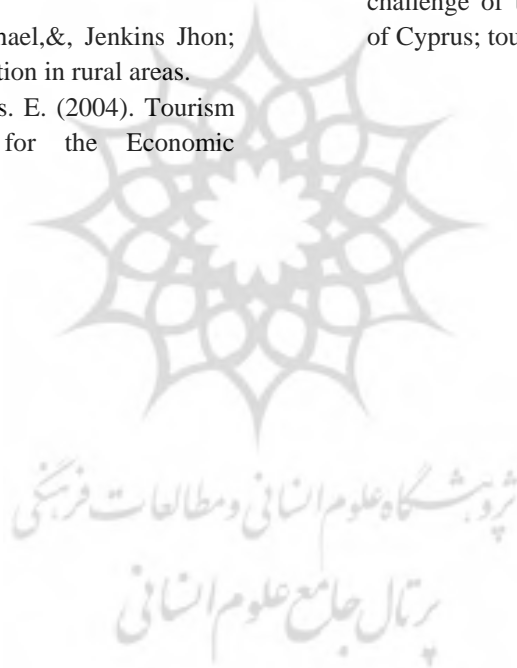 hael,&, Jenkins Jhon;
tion in rural areas.
s. E. (2004). Tourism
for the Economic
challenge of
of Cyprus; tou
پژوهشگاه علوم انسانی و مطالعات فرهنگی
پرتال جامع علوم انسانی